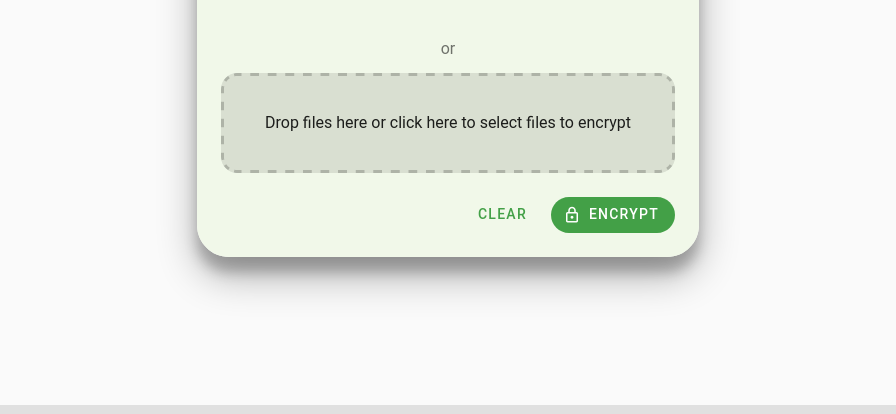 or
Drop files here or click here to select files to encrypt
CLEAR
ENCRYPT